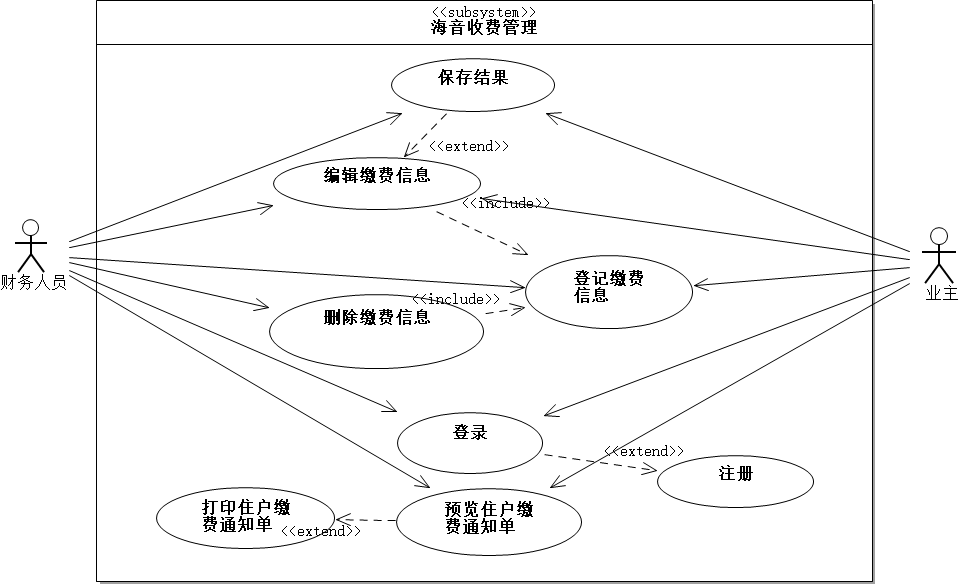 <<subsystem>>
海音收费管理
保存结果
<<extend>>
编辑缴费信息
<<include>>
财务人员
登记缴费
信息
业主
<<include>>
删除缴费信息
登录
<<extend>>
注册
打印住户缴
费通知单
<<extend>>
预览住户缴
费通知单